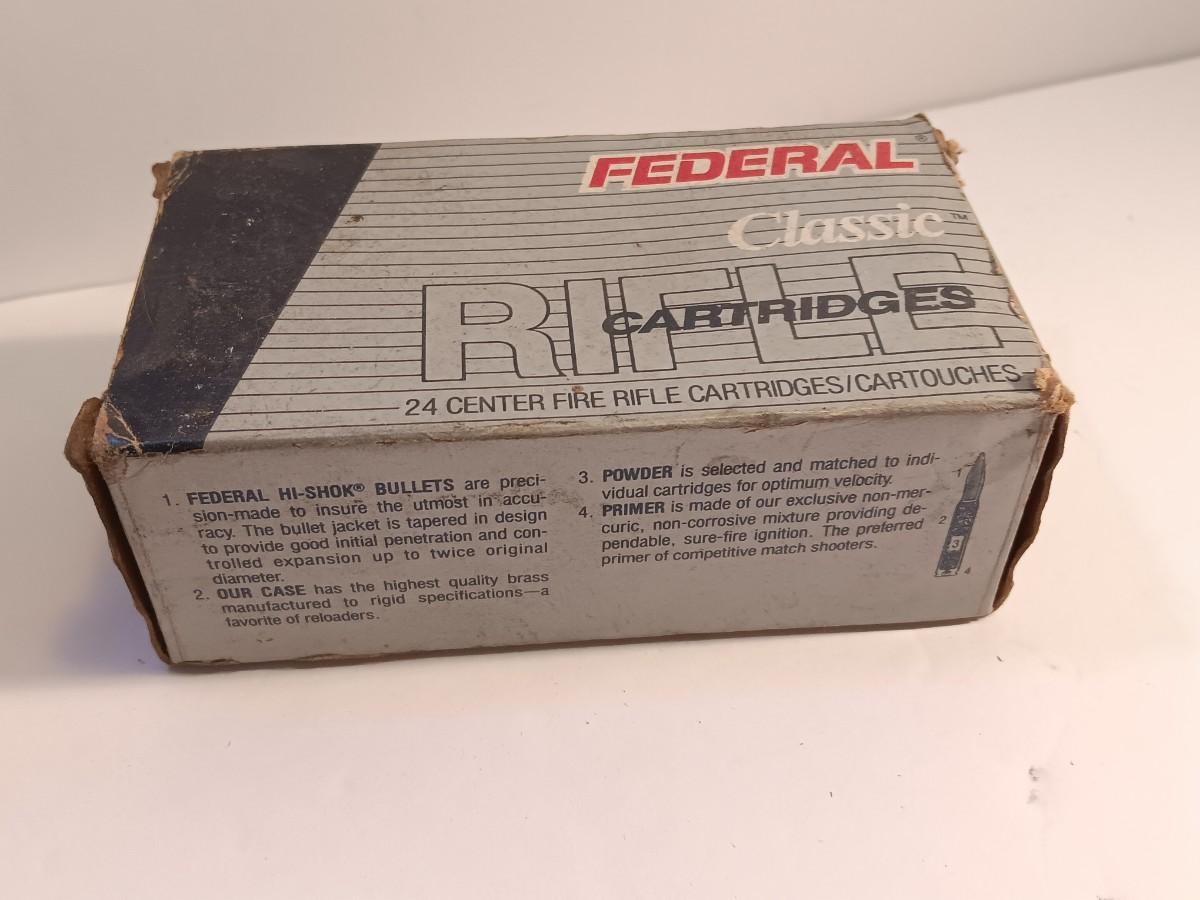 FEDERAL®
Classic™
RIFLE
CARTRIDGES
24 CENTER FIRE RIFLE CARTRIDGES/CARTOUCHES
1. FEDERAL HI-SHOK® BULLETS are preci-
sion-made to insure the utmost in accu-
racy. The bullet jacket is tapered in design
to provide good initial penetration and con-
trolled expansion up to twice original
diameter.
2. OUR CASE has the highest quality brass
manufactured to rigid specifications—a
favorite of reloaders.
3. POWDER is selected and matched to indi-
vidual cartridges for optimum velocity.
4. PRIMER is made of our exclusive non-mer-
curic, non-corrosive mixture providing de-
pendable, sure-fire ignition. The preferred
primer of competitive match shooters.
1
2
3
4